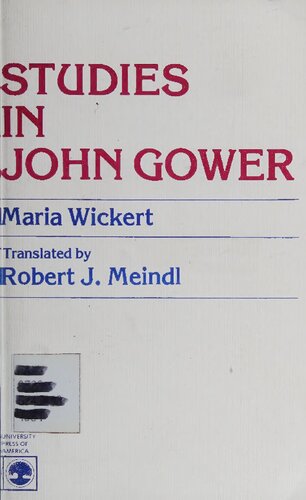 STUDIES
IN
JOHN GOWER
Maria Wickert
Translated by
Robert J. Meindl
UNIVERSITY
PRESS OF
AMERICA